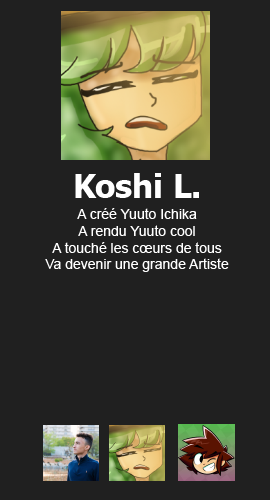 Koshi L.
A créé Yuuto Ichika
A rendu Yuuto cool
A touché les cœurs de tous
Va devenir une grande Artiste